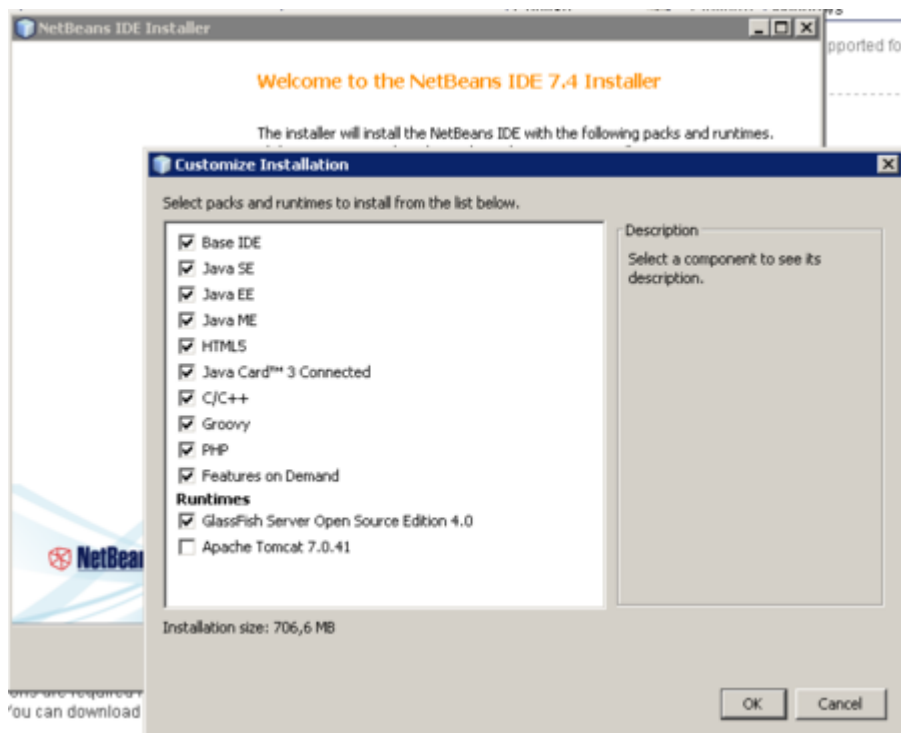 NetBeans IDE Installer
pported fo
Welcome to the NetBeans IDE 7.4 Installer
The installer will install the NetBeans IDE with the following packs and runtimes.
Customize Installation
Select packs and runtimes to install from the list below.
Base IDE
Java SE
Java EE
Java ME
HTML5
Java Card™ 3 Connected
C/C++
Groovy
PHP
Features on Demand
Runtimes
GlassFish Server Open Source Edition 4.0
Apache Tomcat 7.0.41
Description
Select a component to see its
description.
NetBea
Installation size: 706,6 MB
You can download
OK
Cancel